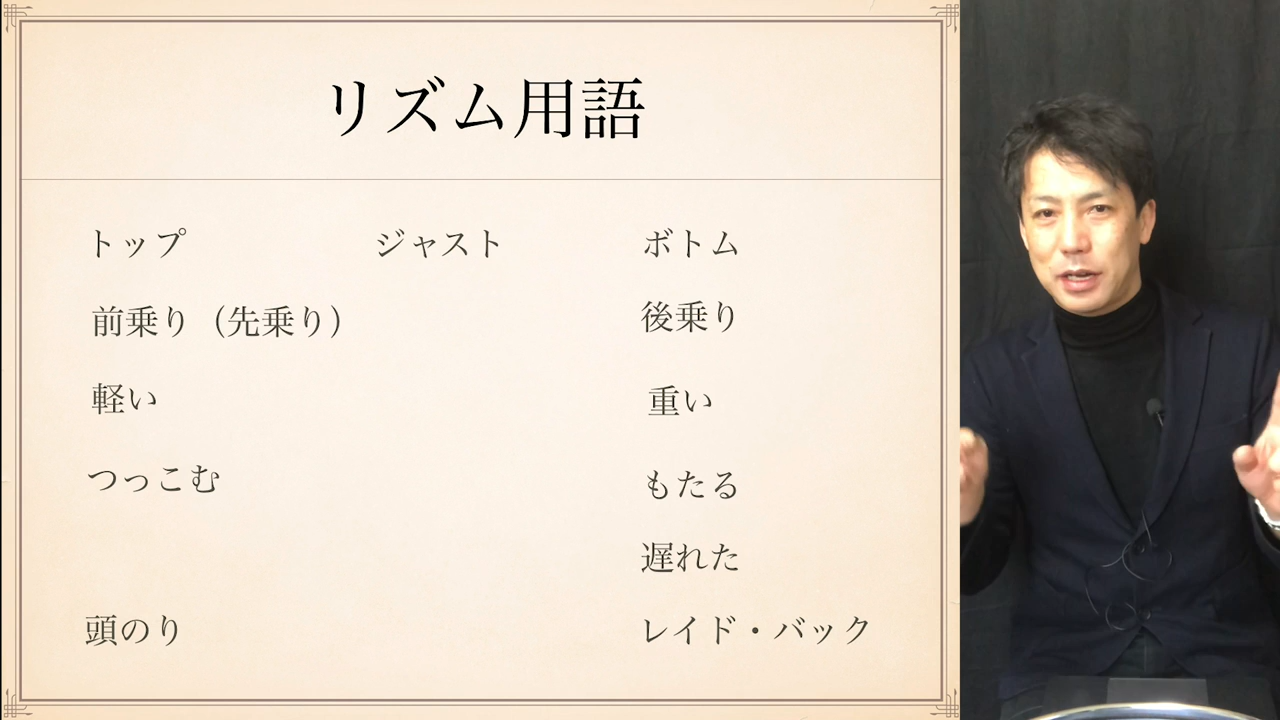 リズム用語
トップ ジャスト ボトム
前乗り（先乗り） 後乗り
軽い 重い
つっこむ もたる
遅れた
頭のり レイド・バック